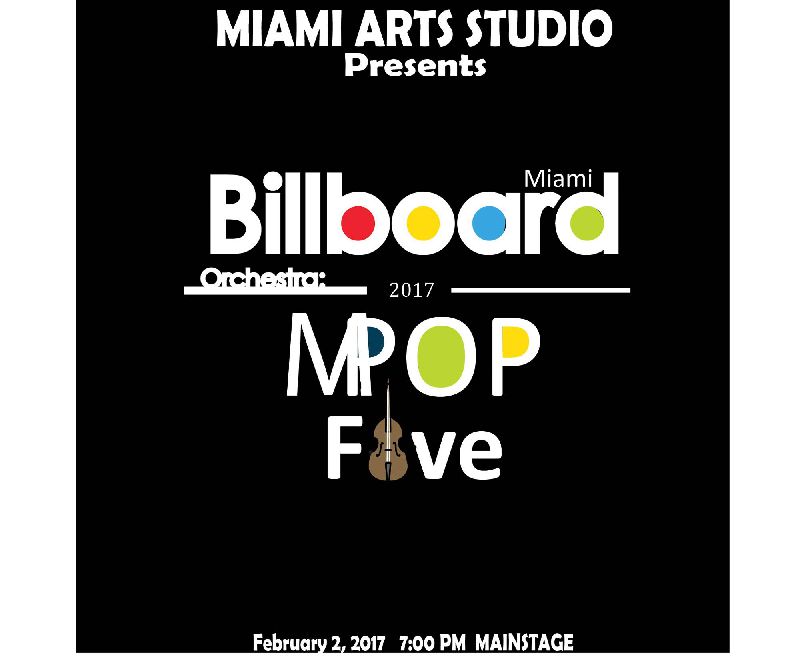 MIAMI ARTS STUDIO
Presents
Miami
Billboard
Orchestra:
2017
MPOP
Five
February 2, 2017 7:00 PM MAINSTAGE